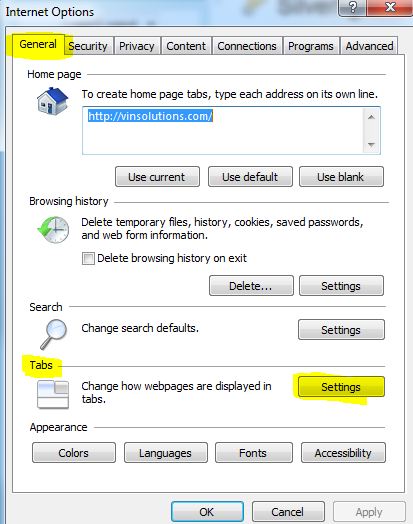 Internet Options
?
General Security Privacy Content Connections Programs Advanced
Home page
To create home page tabs, type each address on its own line.
http://vinsolutions.com/
Use current Use default Use blank
Browsing history
Delete temporary files, history, cookies, saved passwords,
and web form information.
Delete browsing history on exit
Delete... Settings
Search
Change search defaults.
Settings
Tabs
Change how webpages are displayed in
tabs.
Settings
Appearance
Colors Languages Fonts Accessibility
OK Cancel Apply